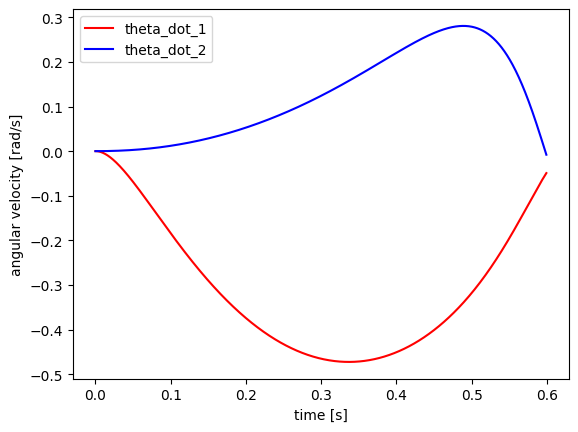 theta_dot_1
theta_dot_2
angular velocity [rad/s]
0.3
0.2
0.1
0.0
−0.1
−0.2
−0.3
−0.4
−0.5
0.0 0.1 0.2 0.3 0.4 0.5 0.6
time [s]